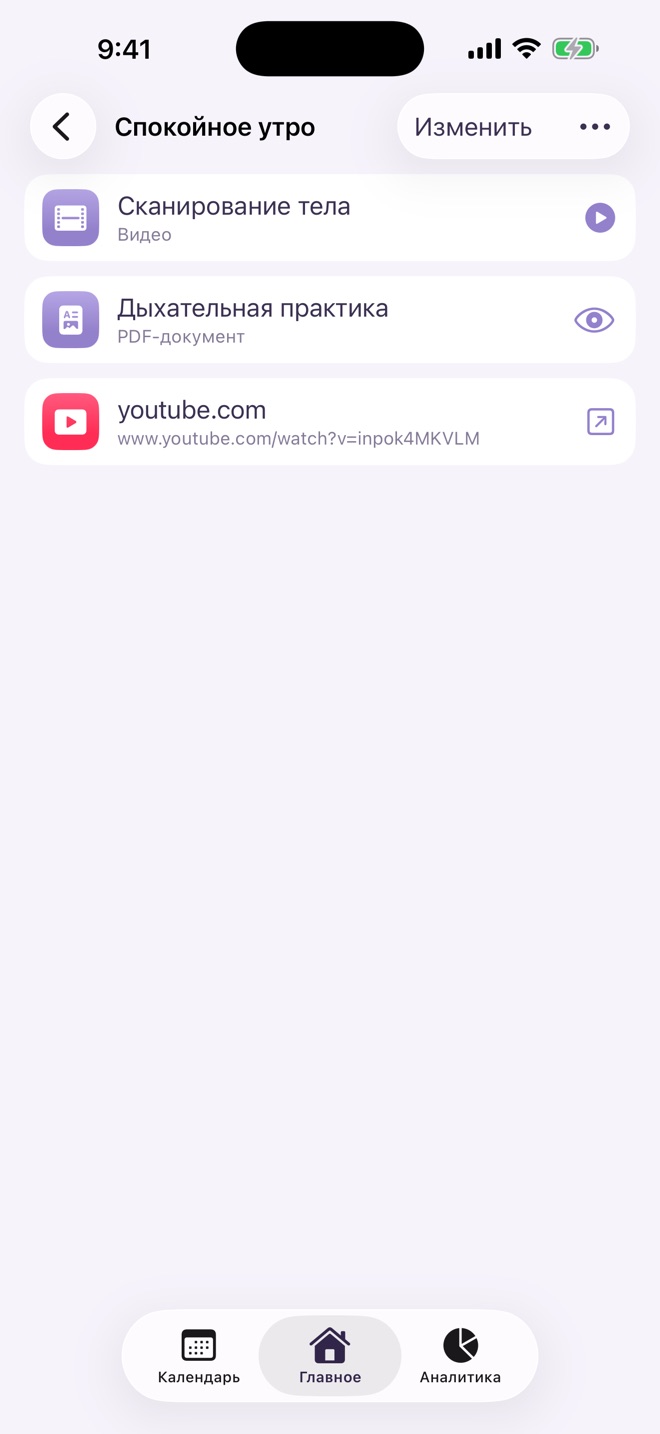 9:41
Спокойное утро
Изменить
Сканирование тела
Видео
Дыхательная практика
PDF-документ
youtube.com
www.youtube.com/watch?v=inpok4MKVLM
Календарь
Главное
Аналитика